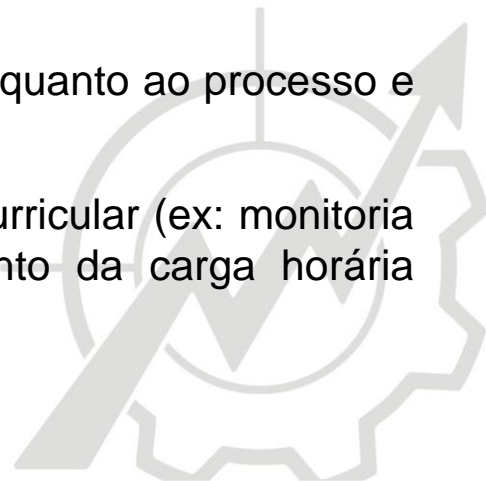 quanto ao processo e
urricular (ex: monitoria
nto da carga horária